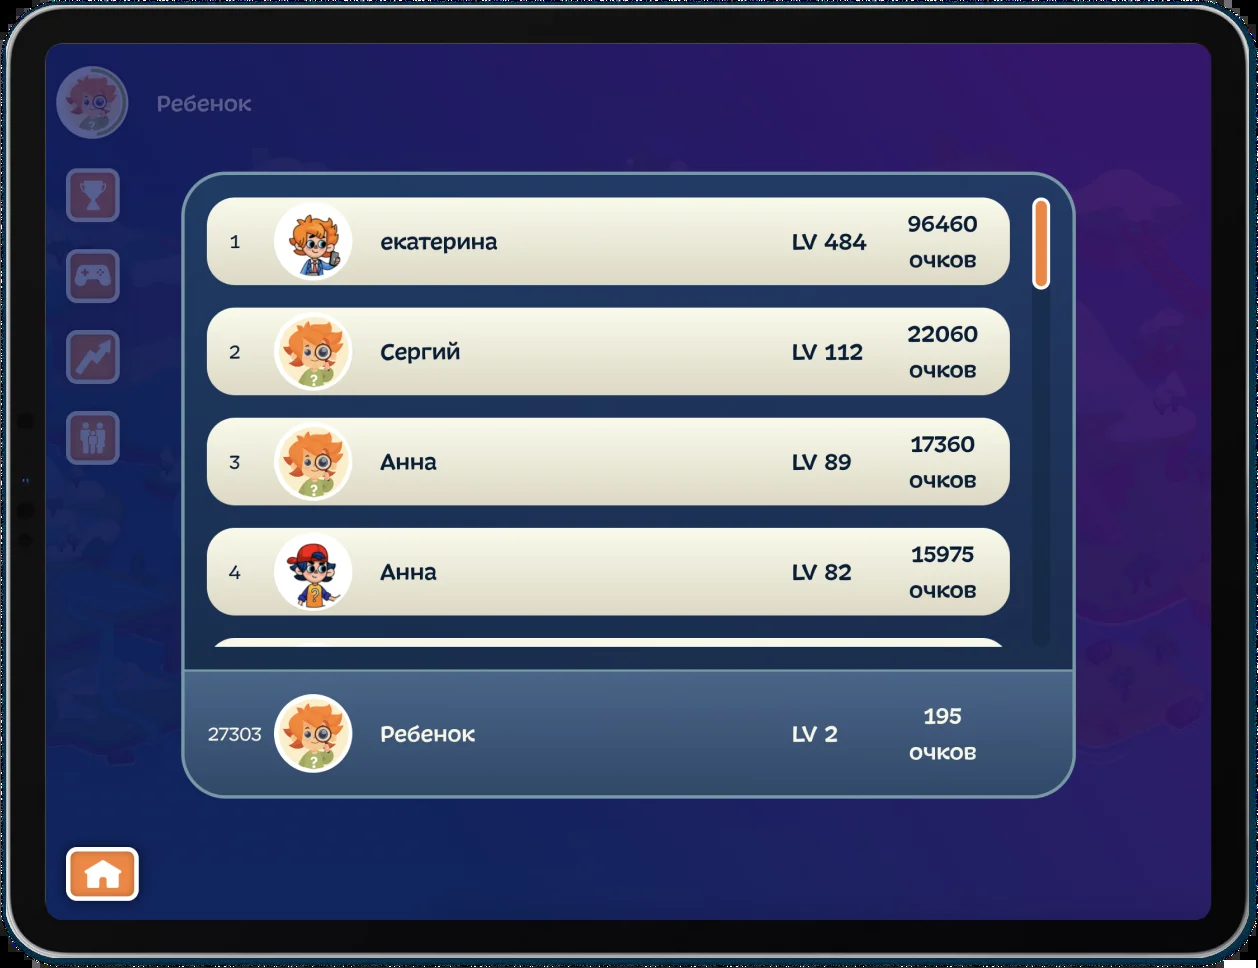 Ребенок
1 екатерина LV 484 96460
очков
2 Сергий LV 112 22060
очков
3 Анна LV 89 17360
очков
4 Анна LV 82 15975
очков
27303 Ребенок LV 2 195
очков